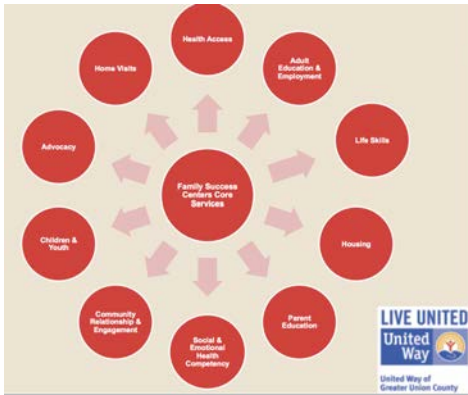 Health Access
Adult
Education &
Employment
Life Skills
Housing
Parent
Education
Social &
Emotional
Health
Competency
Community
Relationship &
Engagement
Children &
Youth
Advocacy
Home Visits
Family Success
Centers Core
Services
LIVE UNITED
United
Way
United Way of
Greater Union County